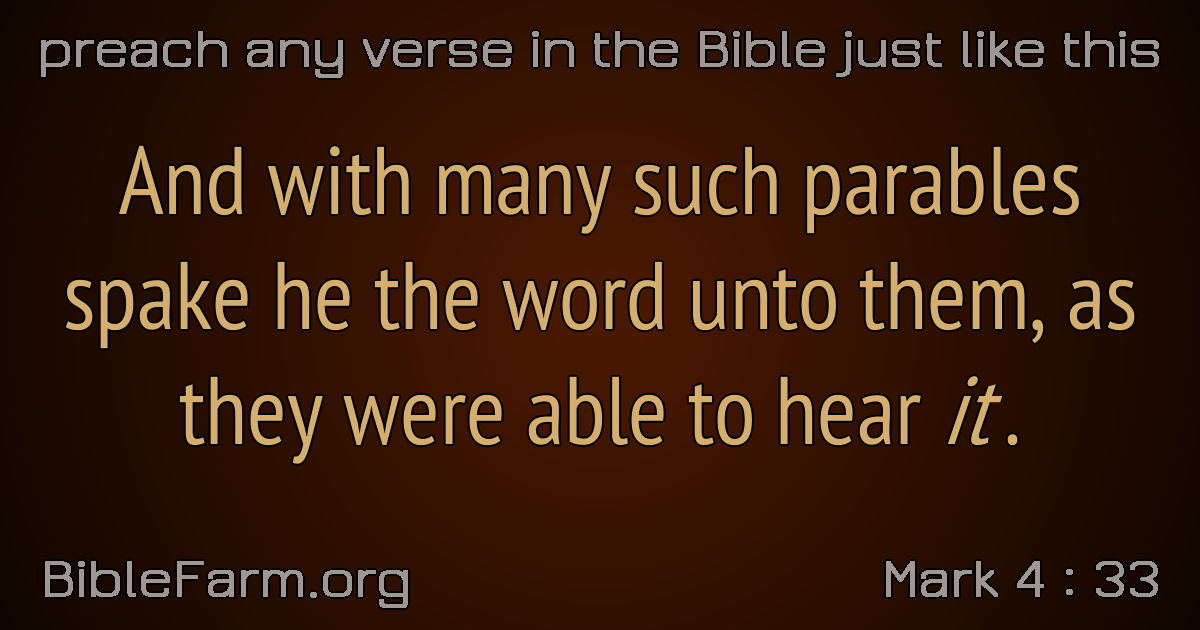 preach any verse in the Bible just like this
And with many such parables
spake he the word unto them, as
they were able to hear it.
BibleFarm.org
Mark 4 : 33